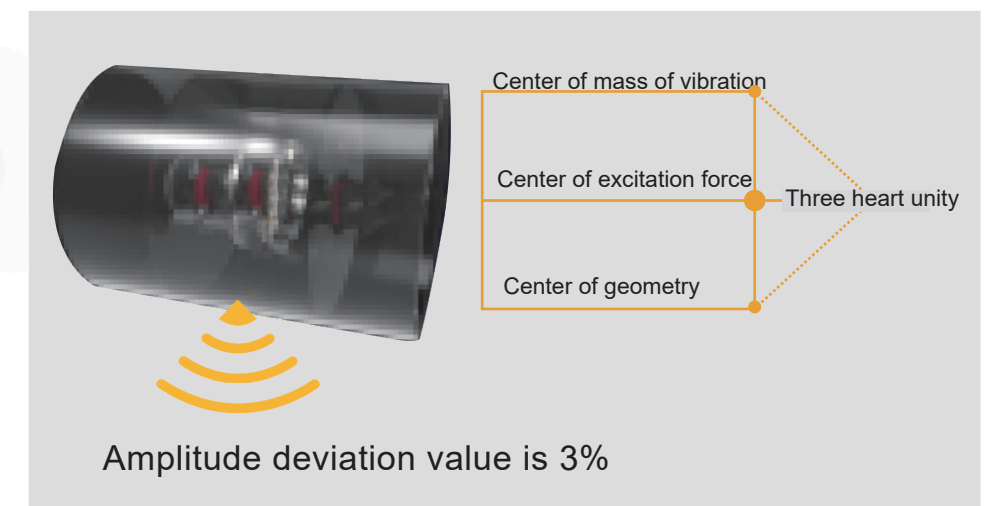 Center of mass of vibration
Center of excitation force
Three heart unity
Center of geometry
Amplitude deviation value is 3%